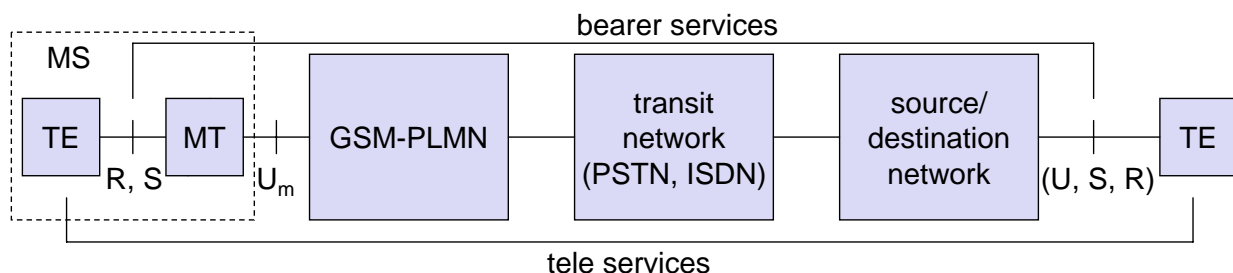 bearer services
MS
TE
MT
GSM-PLMN
transit
network
(PSTN, ISDN)
source/
destination
network
TE
R, S
Um
(U, S, R)
tele services